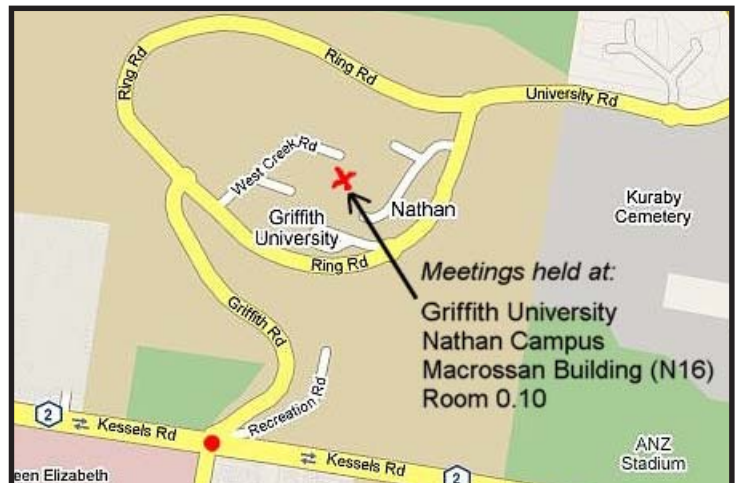 Ring Rd
Ring Rd
University Rd
West Creek Rd
Kuraby
Cemetery
Griffith
University
Nathan
Ring Rd
Meetings held at:
Griffith University
Nathan Campus
Macrossan Building (N16)
Room 0.10
Griffith Rd
Recreation Rd
2
Kessels Rd
ANZ
Stadium
Kessels Rd
2
een Elizabeth